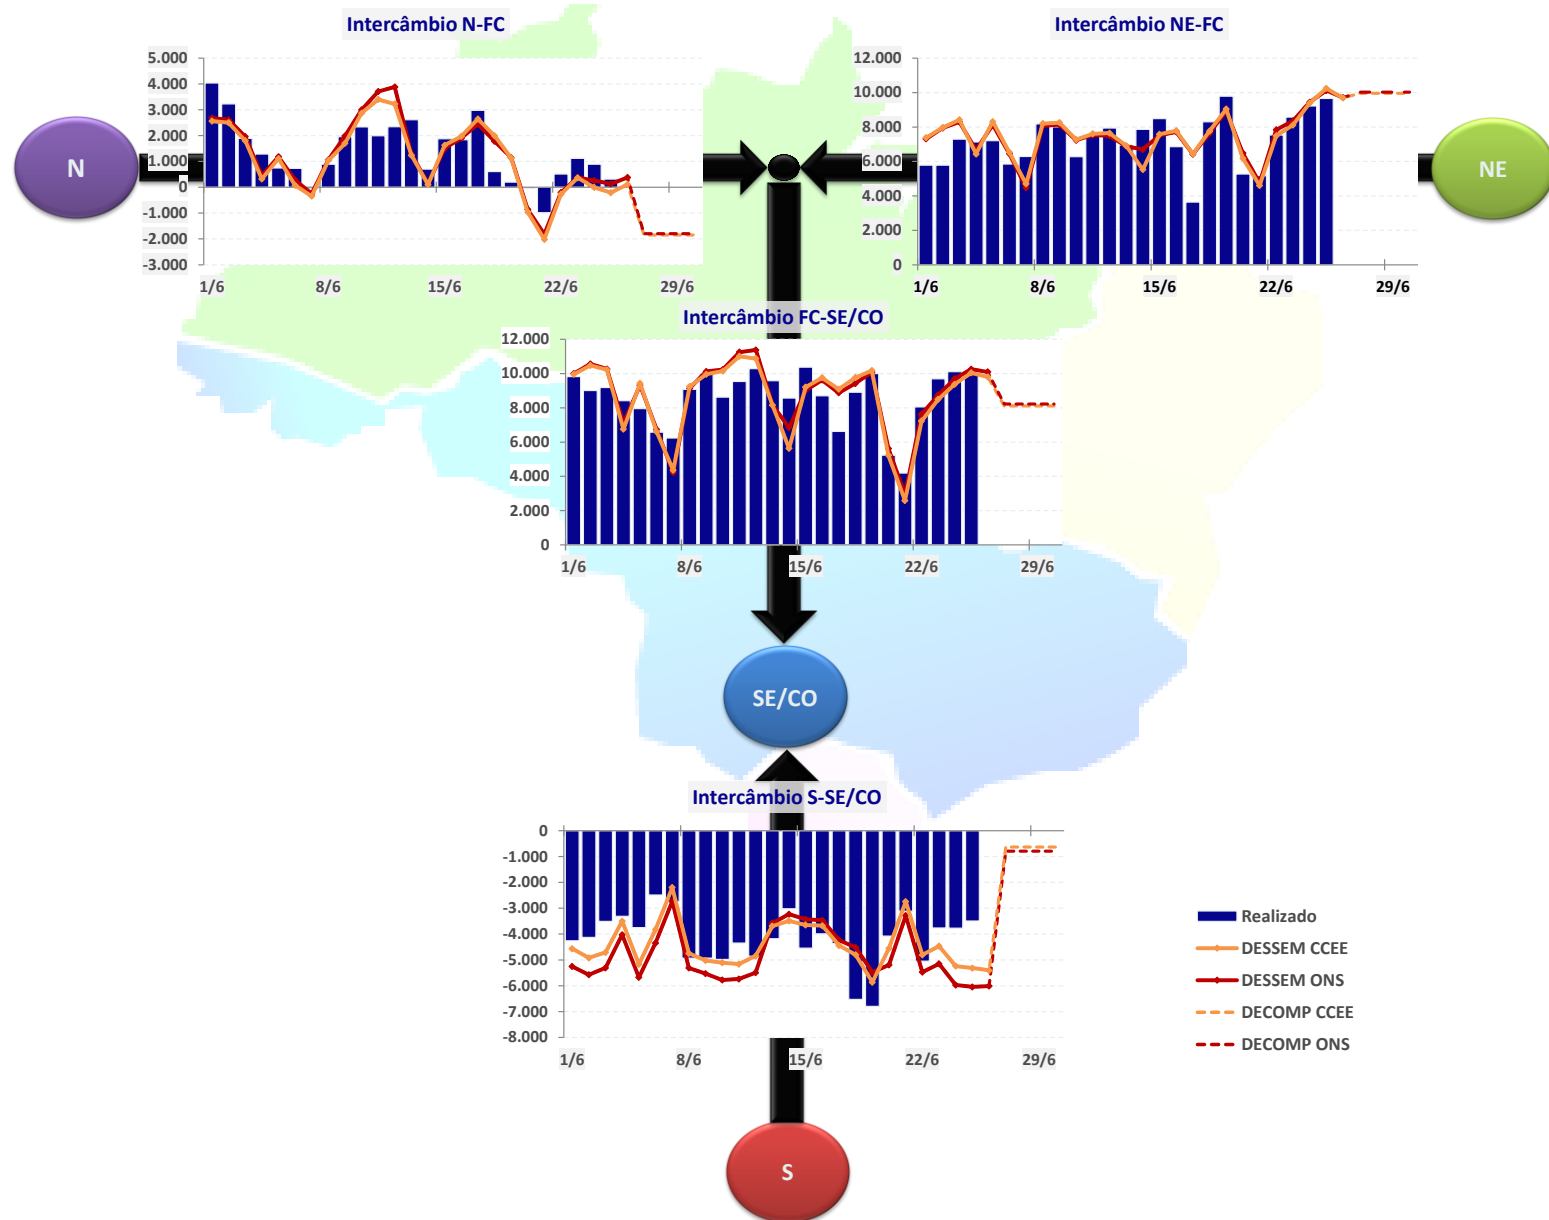 Intercâmbio N-FC
5.000
4.000
3.000
2.000
1.000
0
-1.000
-2.000
-3.000
1/6 8/6 15/6 22/6 29/6
N
Intercâmbio NE-FC
12.000
10.000
8.000
6.000
4.000
2.000
0
1/6 8/6 15/6 22/6 29/6
NE
Intercâmbio FC-SE/CO
12.000
10.000
8.000
6.000
4.000
2.000
0
1/6 8/6 15/6 22/6 29/6
SE/CO
Intercâmbio S-SE/CO
0
-1.000
-2.000
-3.000
-4.000
-5.000
-6.000
-7.000
-8.000
1/6 8/6 15/6 22/6 29/6
Realizado
DESSEM CCEE
DESSEM ONS
DECOMP CCEE
DECOMP ONS
S